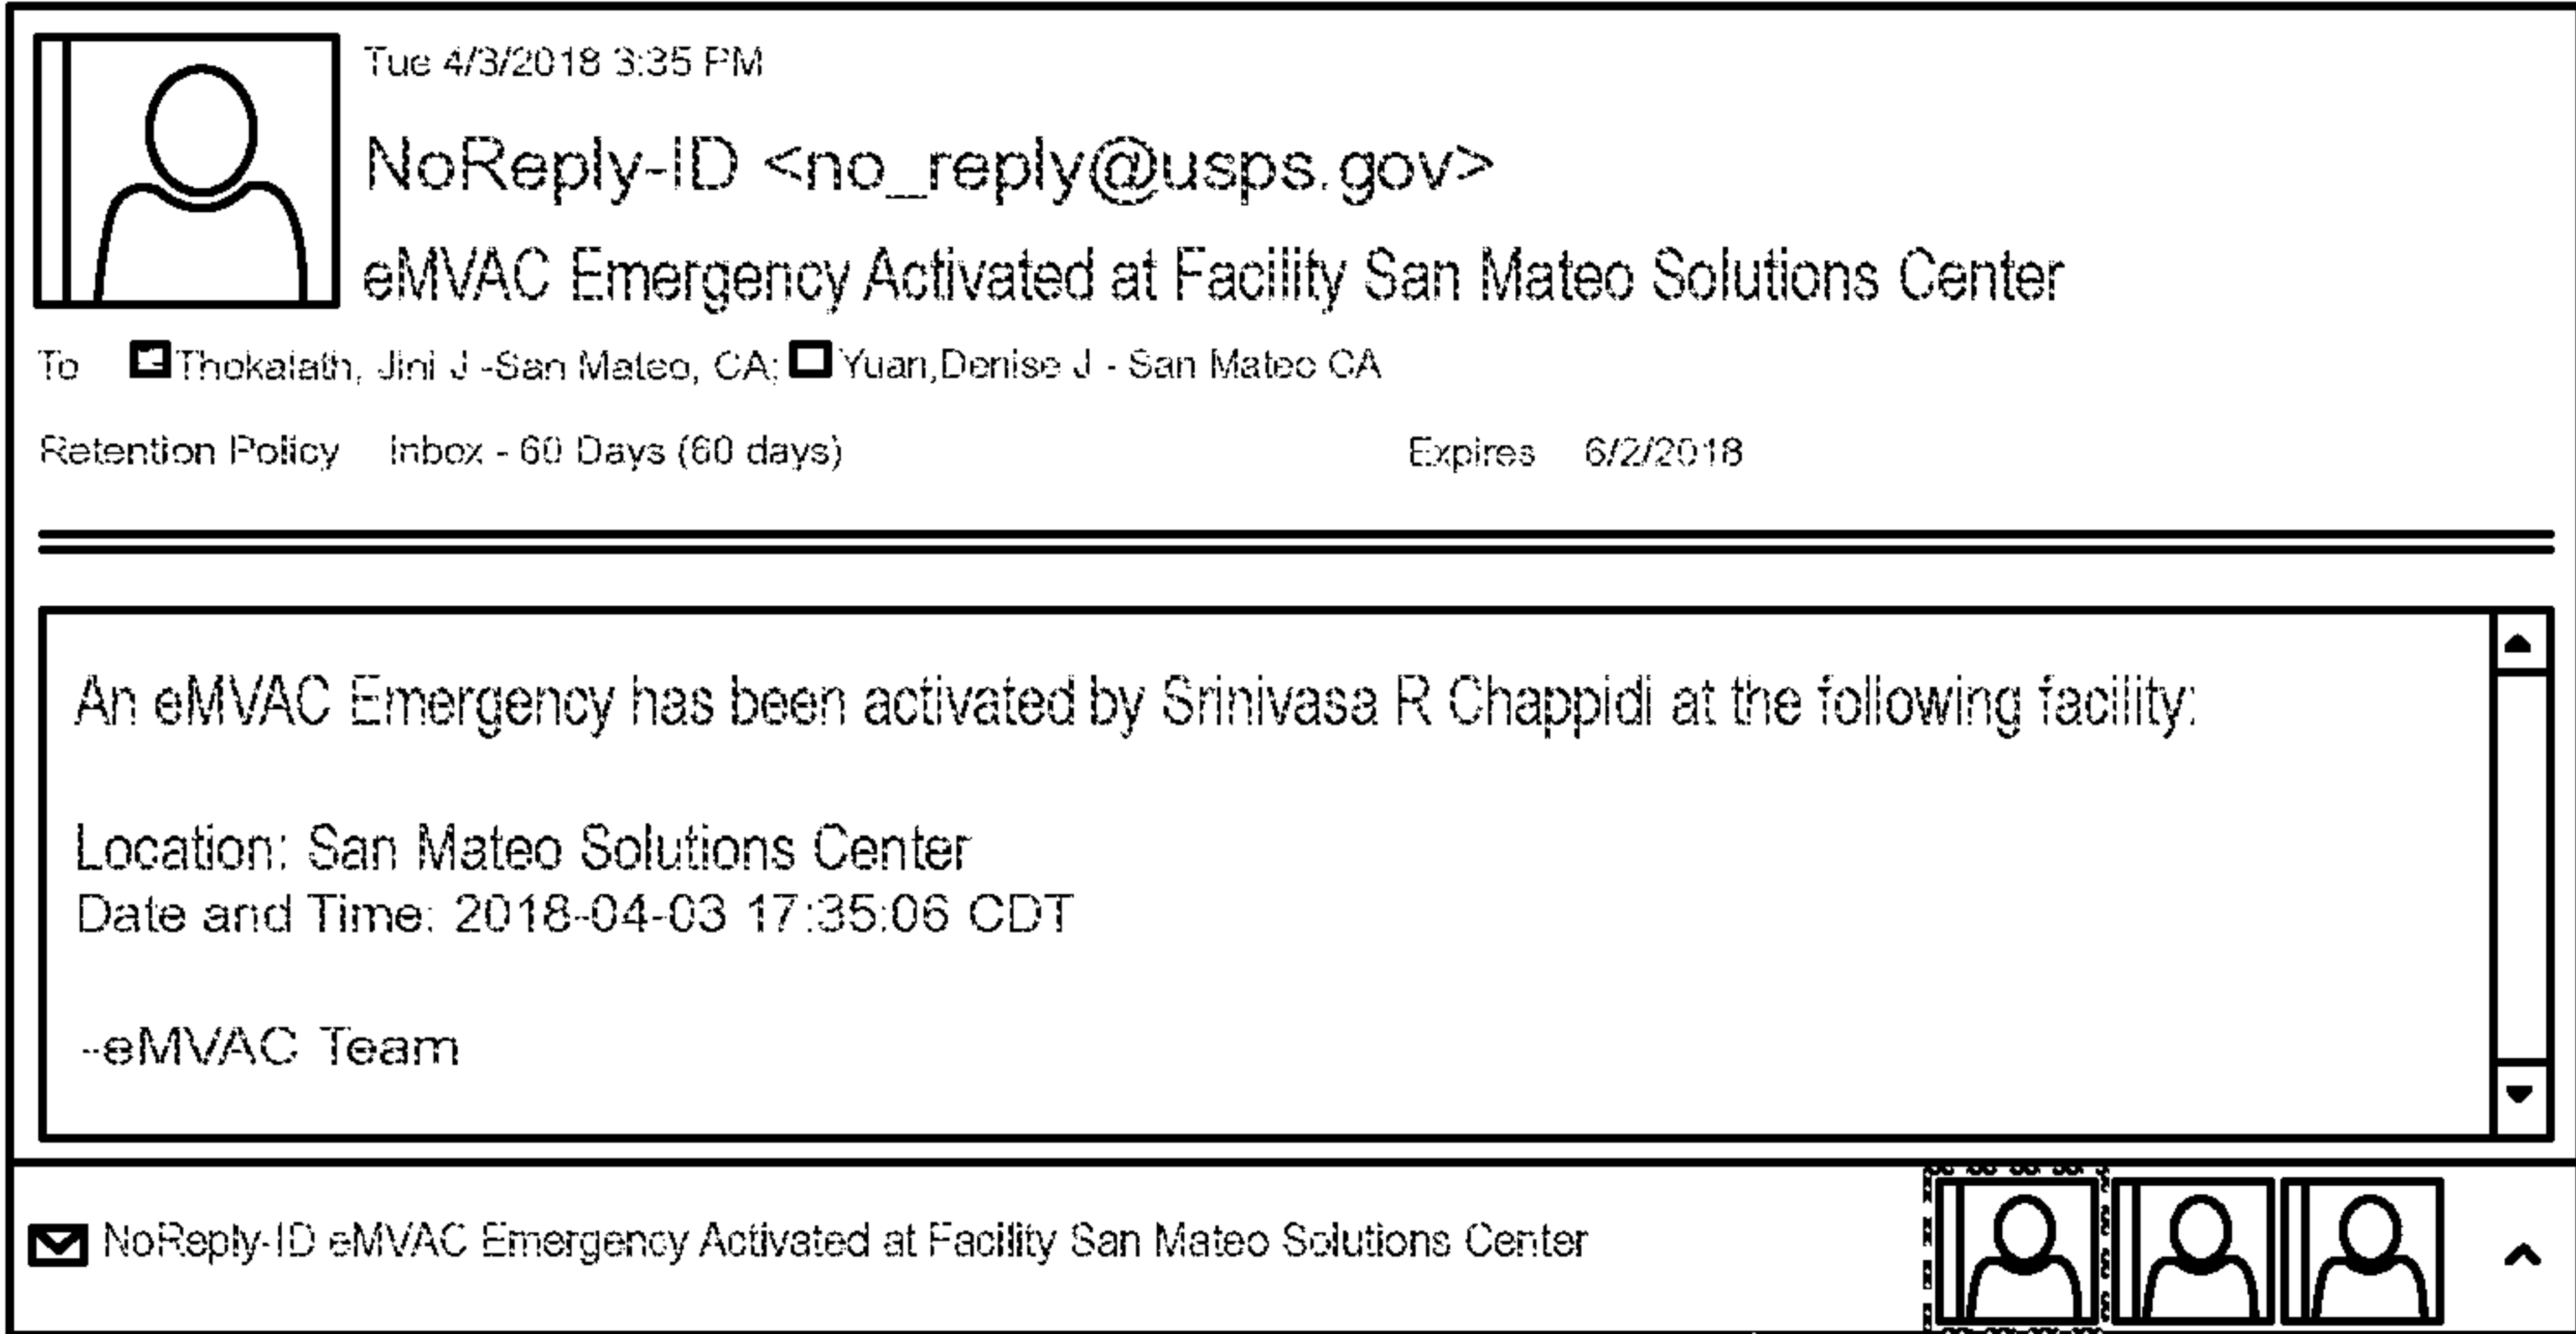 Tue 4/3/2018 3:35 PM
NoReply-ID <no_reply@usps.gov>
eMVAC Emergency Activated at Facility San Mateo Solutions Center
To Thokalath, Jini J -San Mateo, CA; Yuan,Denise J - San Mateo CA
Retention Policy Inbox - 60 Days (60 days) Expires 6/2/2018
An eMVAC Emergency has been activated by Srinivasa R Chappidi at the following facility:
Location: San Mateo Solutions Center
Date and Time: 2018-04-03 17:35:06 CDT
--eMVAC Team
NoReply-ID eMVAC Emergency Activated at Facility San Mateo Solutions Center